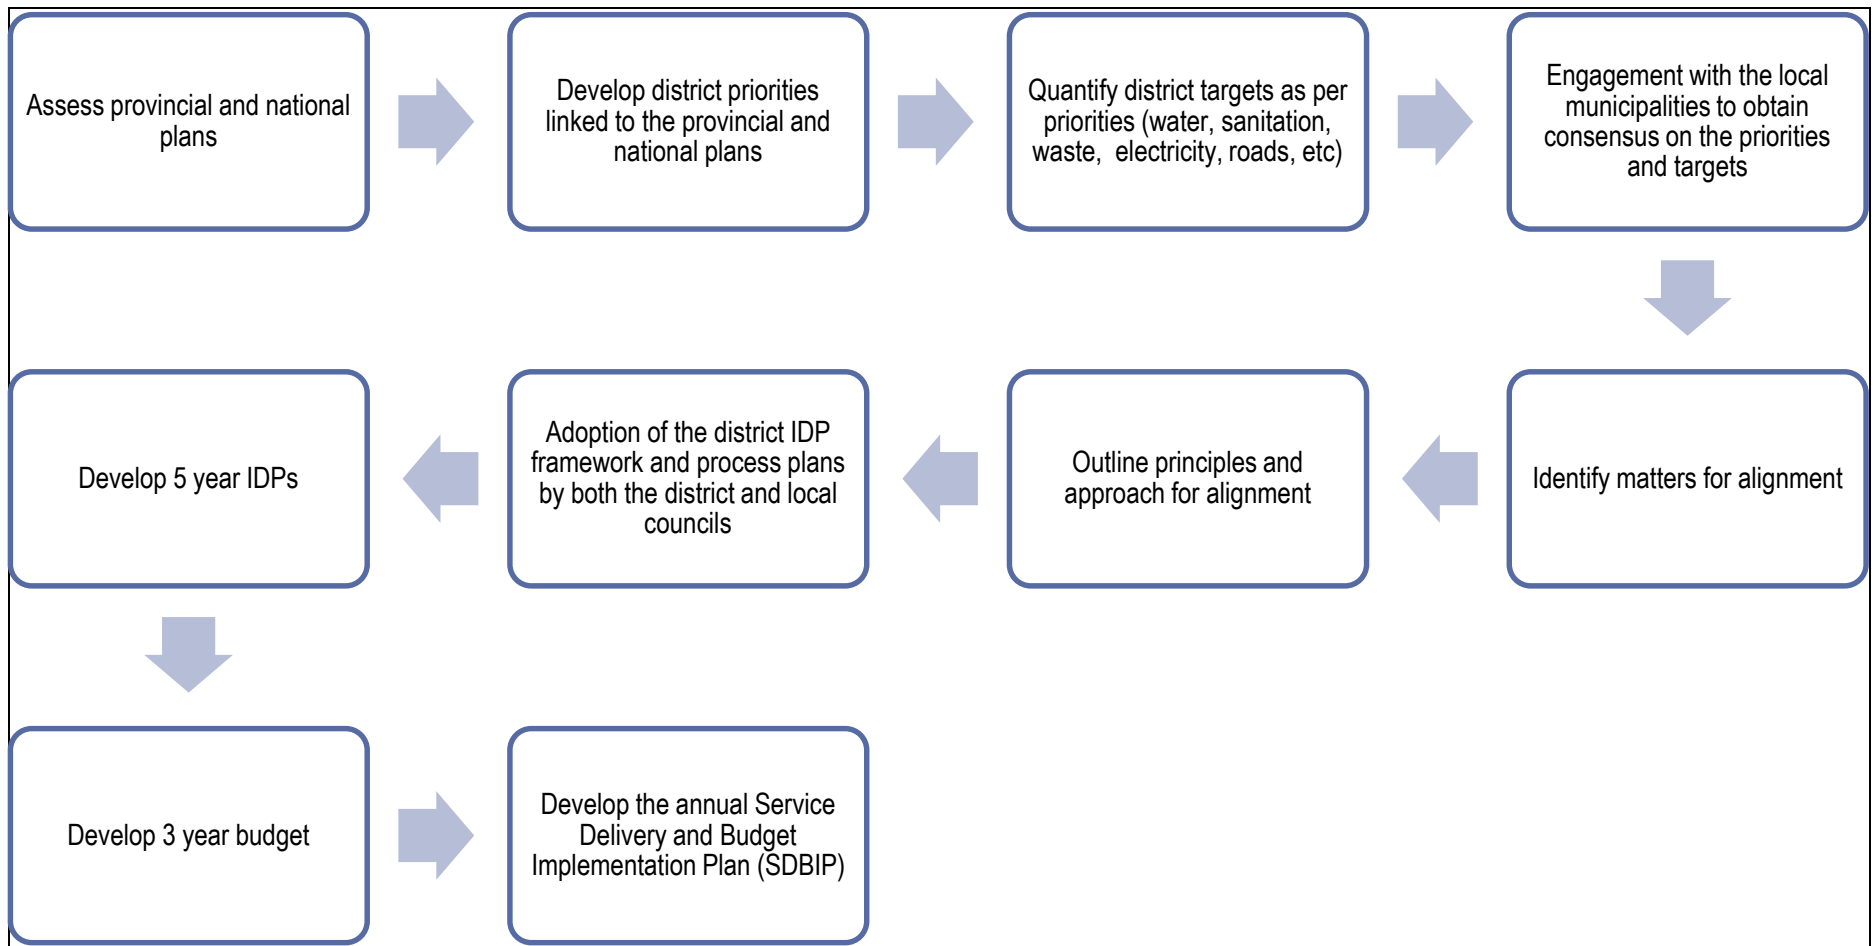 Assess provincial and national
plans
Develop district priorities
linked to the provincial and
national plans
Quantify district targets as per
priorities (water, sanitation,
waste,  electricity, roads, etc)
Engagement with the local
municipalities to obtain
consensus on the priorities
and targets
Identify matters for alignment
Outline principles and
approach for alignment
Adoption of the district IDP
framework and process plans
by both the district and local
councils
Develop 5 year IDPs
Develop 3 year budget
Develop the annual Service
Delivery and Budget
Implementation Plan (SDBIP)